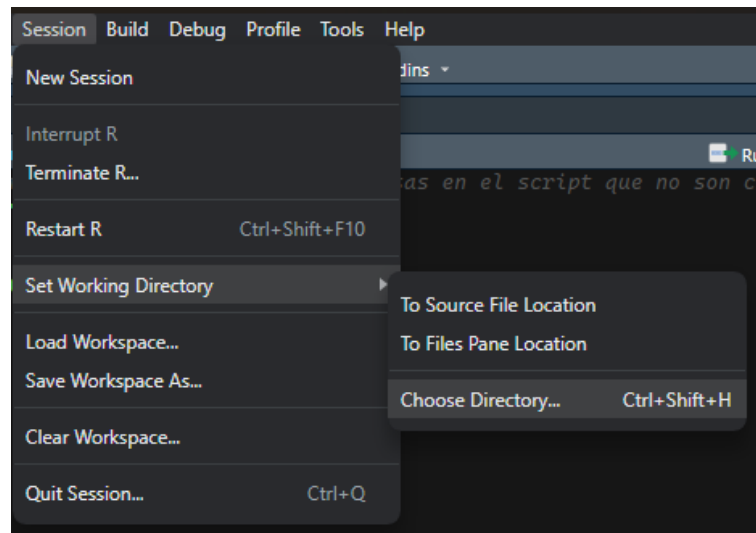 Session Build Debug Profile Tools Help
New Session
Interrupt R
Terminate R...
Restart R Ctrl+Shift+F10
Set Working Directory
To Source File Location
To Files Pane Location
Choose Directory... Ctrl+Shift+H
Load Workspace...
Save Workspace As...
Clear Workspace...
Quit Session... Ctrl+Q
en el script que no son